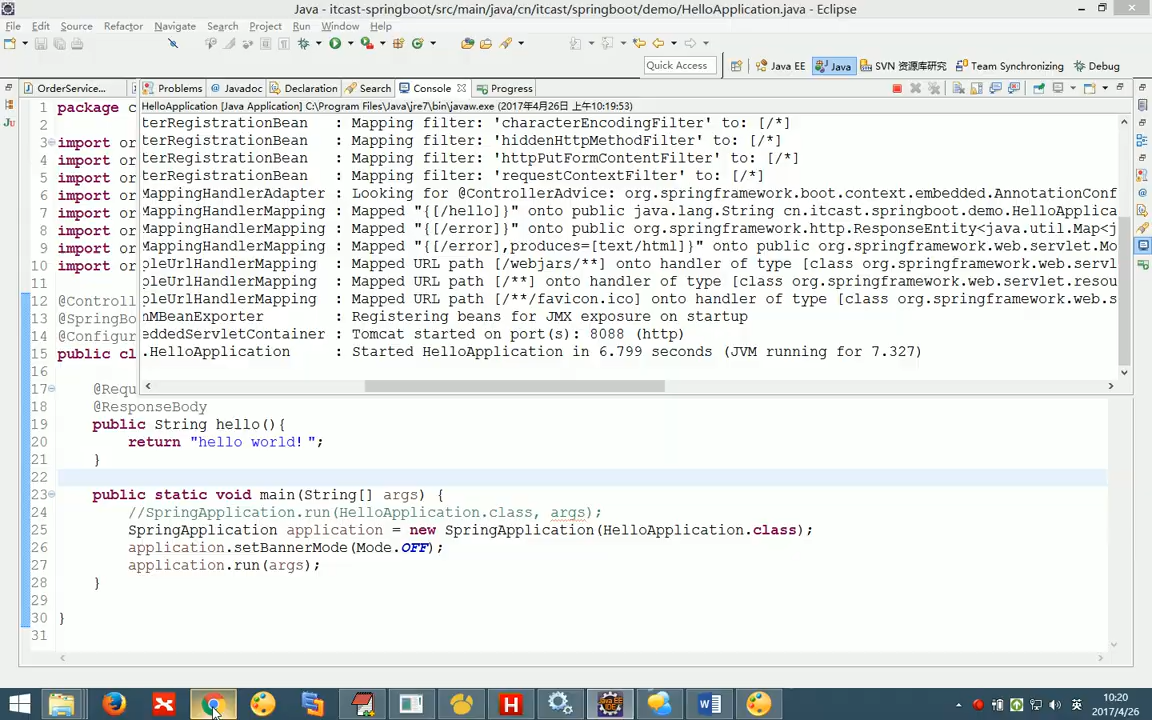 Java - itcast-springboot/src/main/java/cn/itcast/springboot/demo/HelloApplication.java - Eclipse
File Edit Source Refactor Navigate Search Project Run Window Help
Quick Access Java EE Java SVN 资源库研究 Team Synchronizing Debug
OrderService... Problems Javadoc Declaration Search Console Progress
HelloApplication [Java Application] C:\Program Files\Java\jre7\bin\javaw.exe (2017年4月26日 上午10:19:53)
terRegistrationBean : Mapping filter: 'characterEncodingFilter' to: [/*]
terRegistrationBean : Mapping filter: 'hiddenHttpMethodFilter' to: [/*]
terRegistrationBean : Mapping filter: 'httpPutFormContentFilter' to: [/*]
terRegistrationBean : Mapping filter: 'requestContextFilter' to: [/*]
MappingHandlerAdapter : Looking for @ControllerAdvice: org.springframework.boot.context.embedded.AnnotationConf
MappingHandlerMapping : Mapped "{[/hello]}" onto public java.lang.String cn.itcast.springboot.demo.HelloApplica
MappingHandlerMapping : Mapped "{[/error]}" onto public org.springframework.http.ResponseEntity<java.util.Map<j
MappingHandlerMapping : Mapped "{[/error],produces=[text/html]}" onto public org.springframework.web.servlet.Mo
pleUrlHandlerMapping : Mapped URL path [/webjars/**] onto handler of type [class org.springframework.web.servl
pleUrlHandlerMapping : Mapped URL path [/**] onto handler of type [class org.springframework.web.servlet.resou
pleUrlHandlerMapping : Mapped URL path [/**/favicon.ico] onto handler of type [class org.springframework.web.s
nMBeanExporter : Registering beans for JMX exposure on startup
eddedServletContainer : Tomcat started on port(s): 8088 (http)
.HelloApplication : Started HelloApplication in 6.799 seconds (JVM running for 7.327)
1 package c
2
3 import or
4 import or
5 import or
6 import or
7 import or
8 import or
9 import or
10 import or
11
12 @Controll
13 @SpringBo
14 @Configur
15 public cl
16
17 @Requ
18 @ResponseBody
19 public String hello(){
20 return "hello world!";
21 }
22
23 public static void main(String[] args) {
24 //SpringApplication.run(HelloApplication.class, args);
25 SpringApplication application = new SpringApplication(HelloApplication.class);
26 application.setBannerMode(Mode.OFF);
27 application.run(args);
28 }
29
30 }
31
英
10:20
2017/4/26